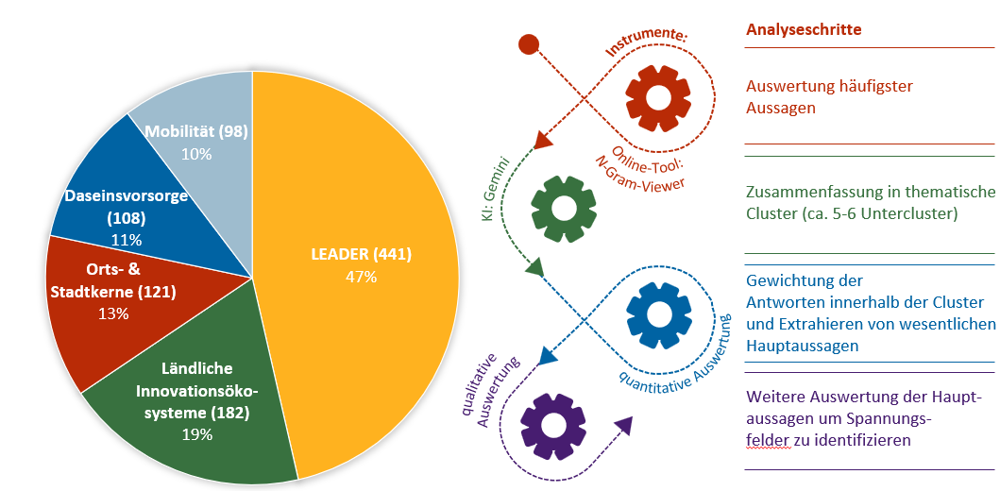 Mobilität (98)
10%
Daseinsvorsorge
(108)
11%
Orts- &
Stadtkerne (121)
13%
Ländliche
Innovationsöko-
systeme (182)
19%
LEADER (441)
47%
Instrumente:
Online-Tool:
N-Gram-Viewer
KI: Gemini
quantitative Auswertung
qualitative
Auswertung
Analyseschritte
Auswertung häufigster
Aussagen
Zusammenfassung in thematische
Cluster (ca. 5-6 Untercluster)
Gewichtung der
Antworten innerhalb der Cluster
und Extrahieren von wesentlichen
Hauptaussagen
Weitere Auswertung der Haupt-
aussagen um Spannungs-
felder zu identifizieren